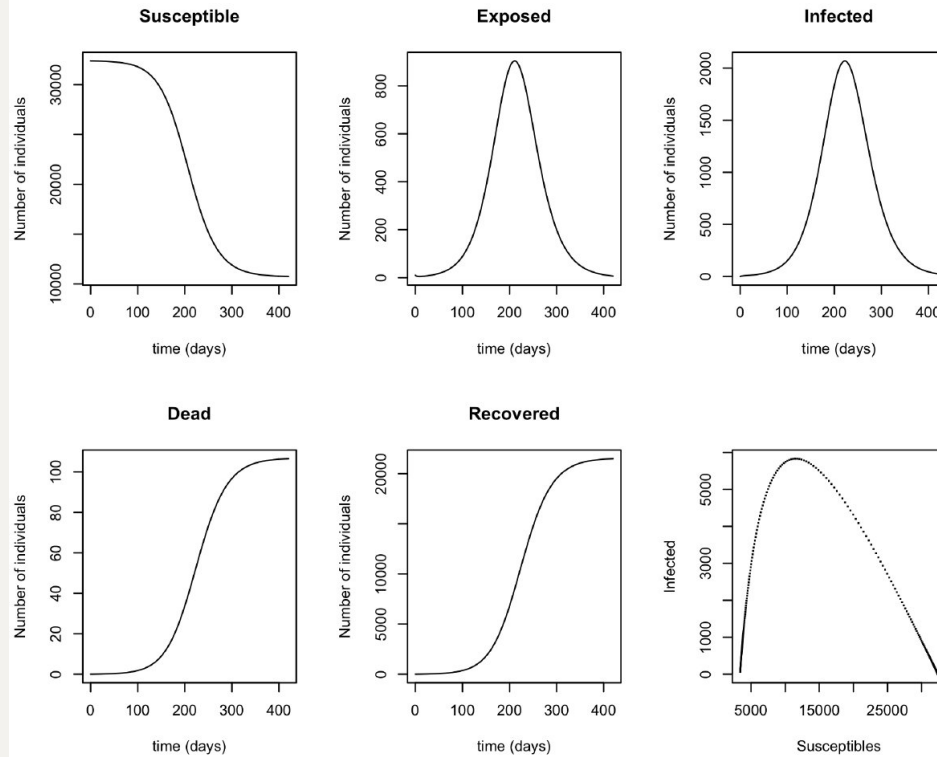 Susceptible
Number of individuals
10000 20000 30000
0 100 200 300 400
time (days)
Exposed
Number of individuals
0 200 400 600 800
0 100 200 300 400
time (days)
Infected
Number of individuals
0 500 1000 1500 2000
0 100 200 300 400
time (days)
Dead
Number of individuals
0 20 40 60 80 100
0 100 200 300 400
time (days)
Recovered
Number of individuals
0 5000 10000 20000
0 100 200 300 400
time (days)
Infected
0 1000 3000 5000
5000 15000 25000
Susceptibles